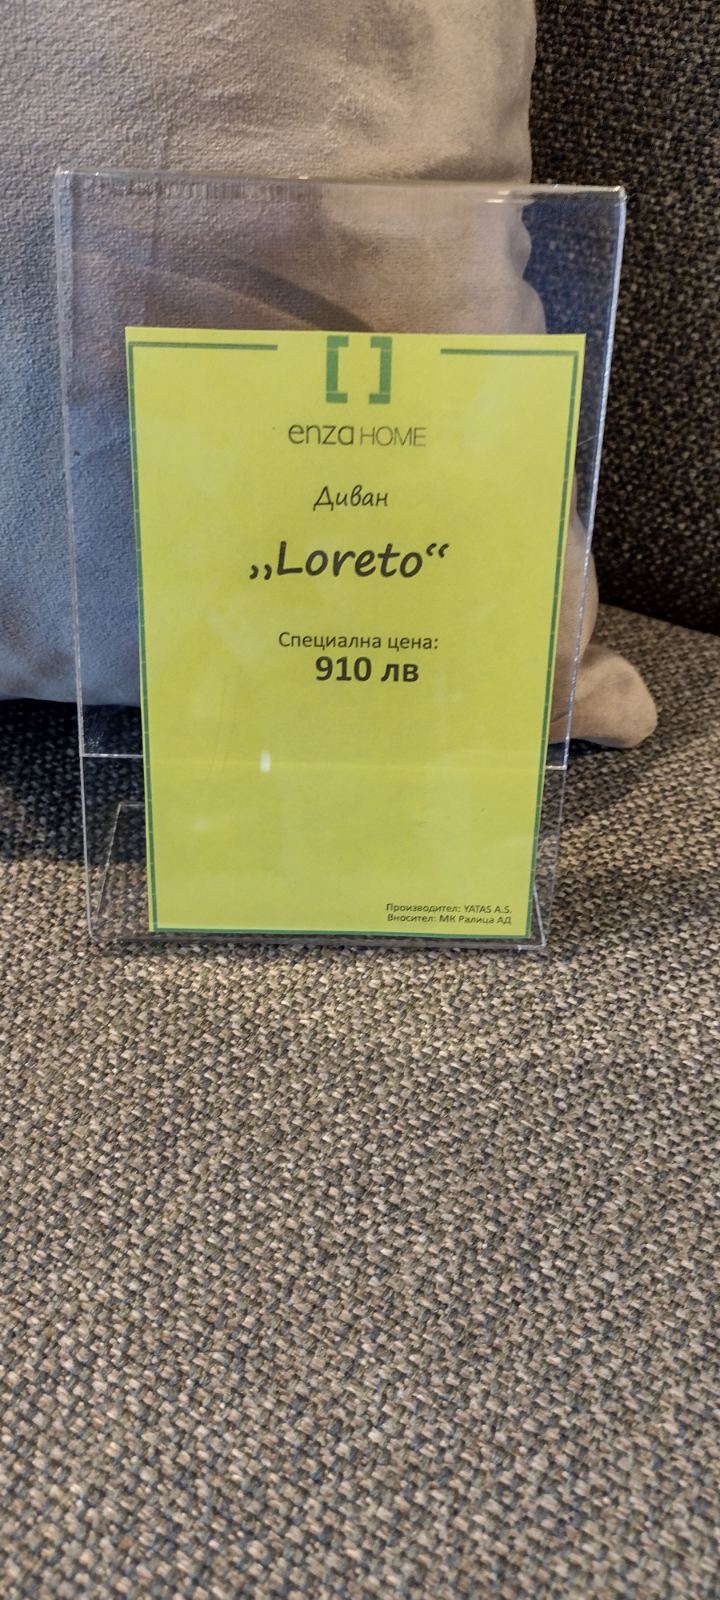 enza HOME
Диван
„Loreto“
Специална цена:
910 лв
Производител: YATAS A.S.
Вносител: МК Ралица АД